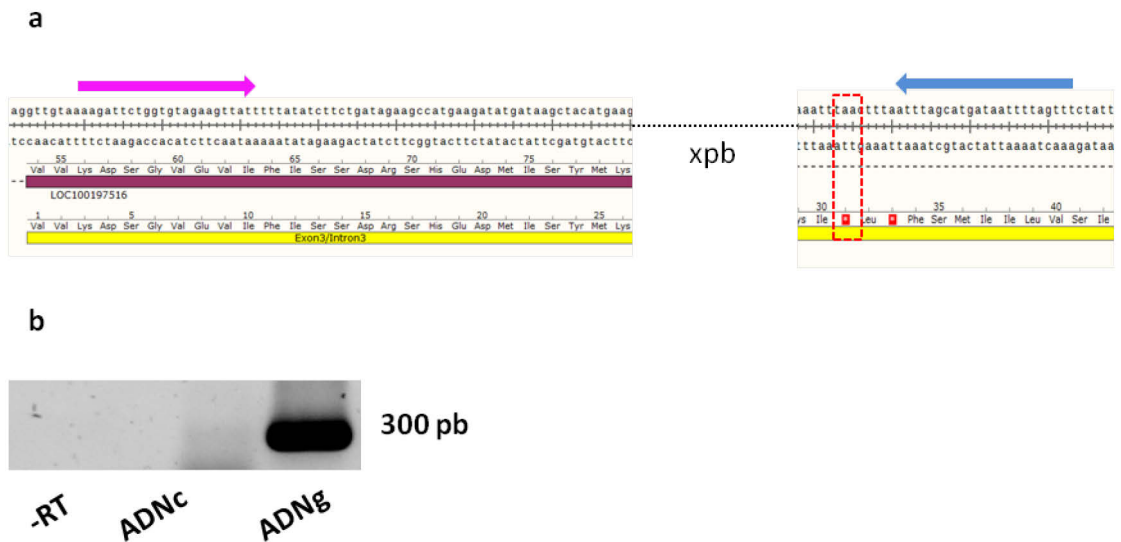 a
aggttgtaaaagattctggtgtagaagttatttttatatcttctgatagaagccatgaagatatgataagctacatgaag
tccaacattttctaagaccacatcttcaataaaaatatagaagactatcttcggtacttctatactattcgatgtacttc
55 60 65 70 75
Val Val Lys Asp Ser Gly Val Glu Val Ile Phe Ile Ser Ser Asp Arg Ser His Glu Asp Met Ile Ser Tyr Met Lys
LOC100197516
1 5 10 15 20 25
Val Val Lys Asp Ser Gly Val Glu Val Ile Phe Ile Ser Ser Asp Arg Ser His Glu Asp Met Ile Ser Tyr Met Lys
Exon3/Intron3
xpb
aaatttaactttaatttagcatgataattttagtttctatt
tttaaattgaaattaaatcgtactattaaaatcaaagataa
30 35 40
ys Ile * Leu * Phe Ser Met Ile Ile Leu Val Ser Ile
b
300 pb
-RT
ADNc
ADNg